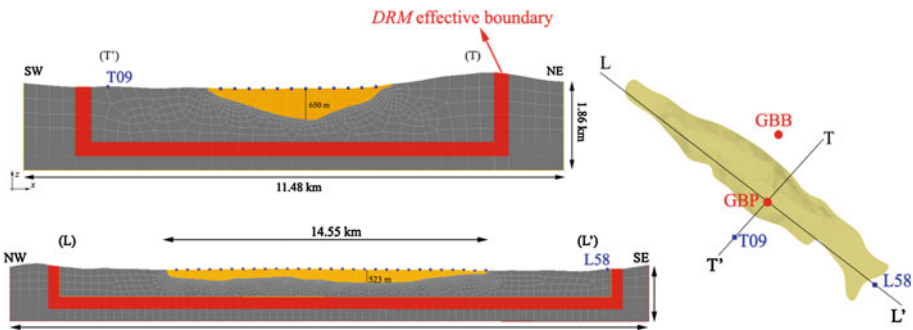 DRM effective boundary
SW
(T')
T09
(T)
NE
650 m
1.86 km
z
x
11.48 km
14.55 km
NW
(L)
(L')
L58
SE
523 m
L
GBB
T
GBP
T09
T'
L58
L'